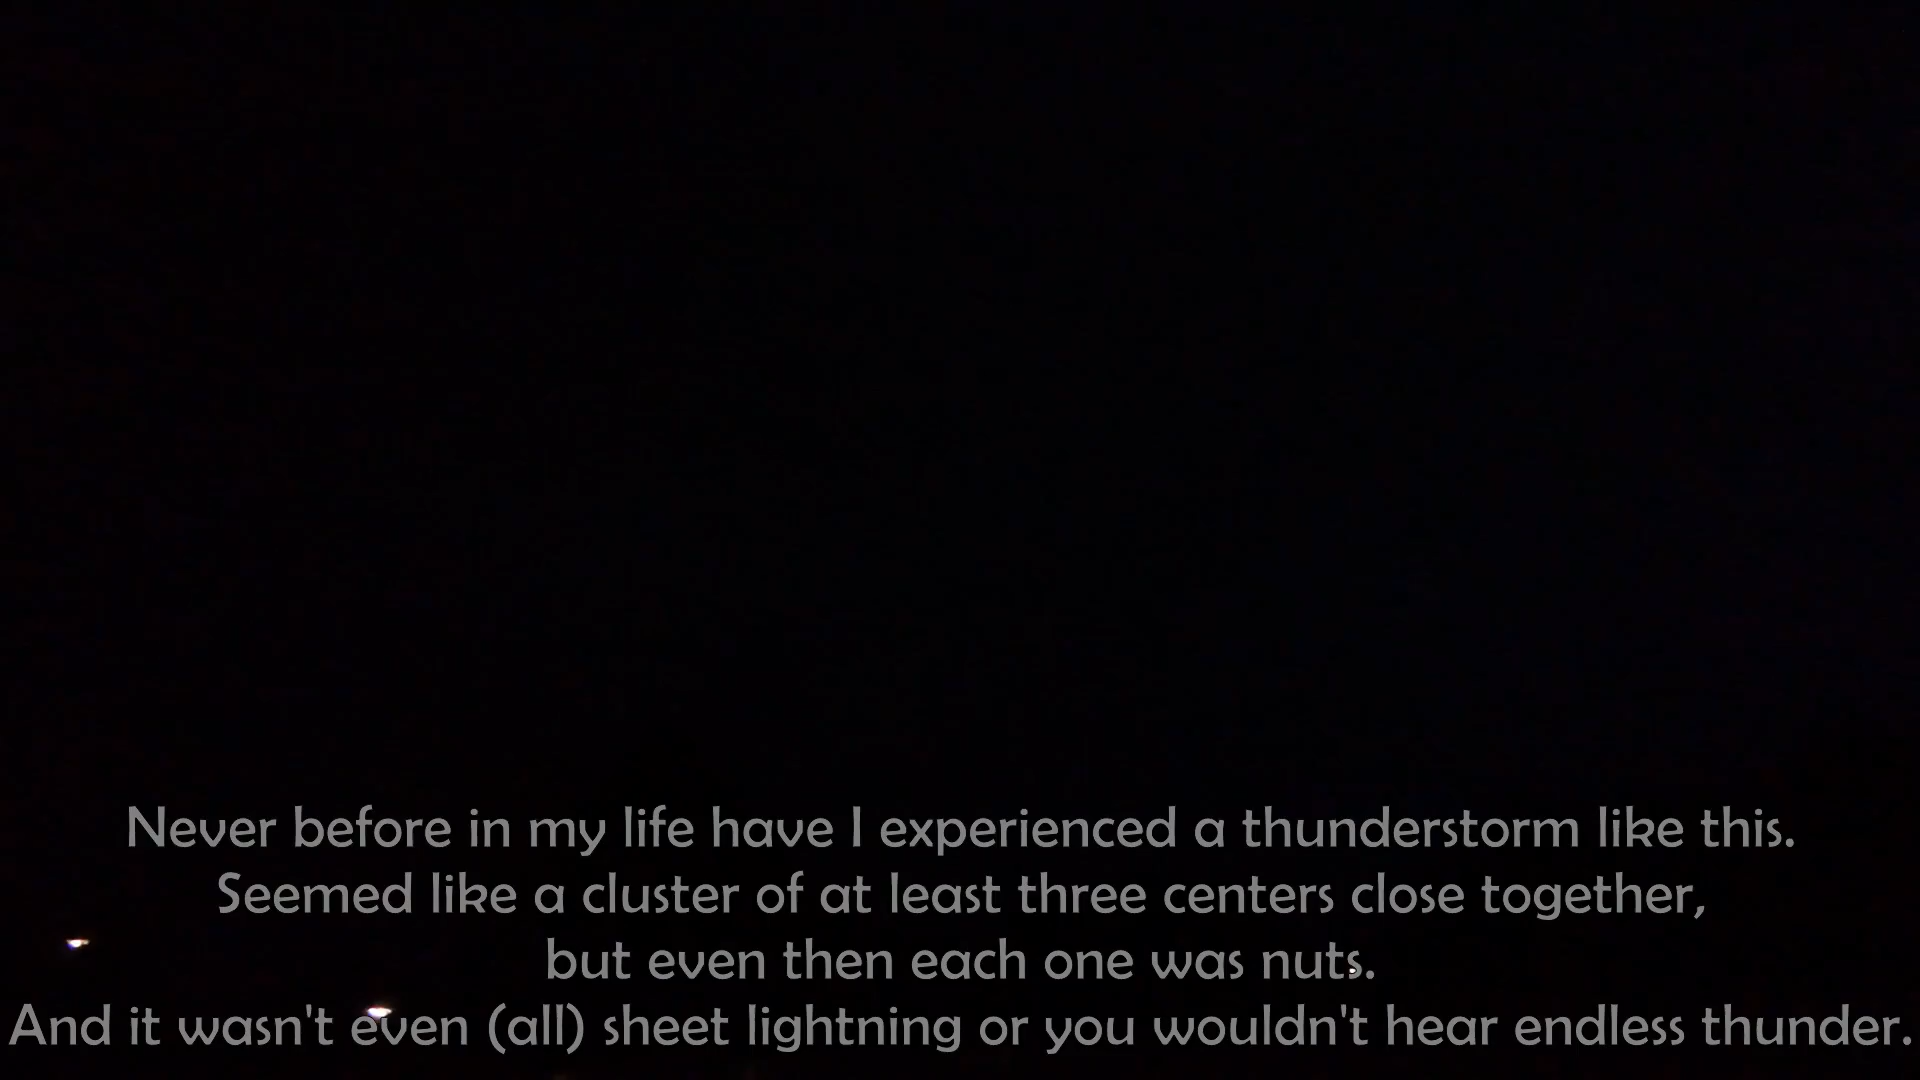 Never before in my life have I experienced a thunderstorm like this.
Seemed like a cluster of at least three centers close together,
but even then each one was nuts.
And it wasn't even (all) sheet lightning or you wouldn't hear endless thunder.